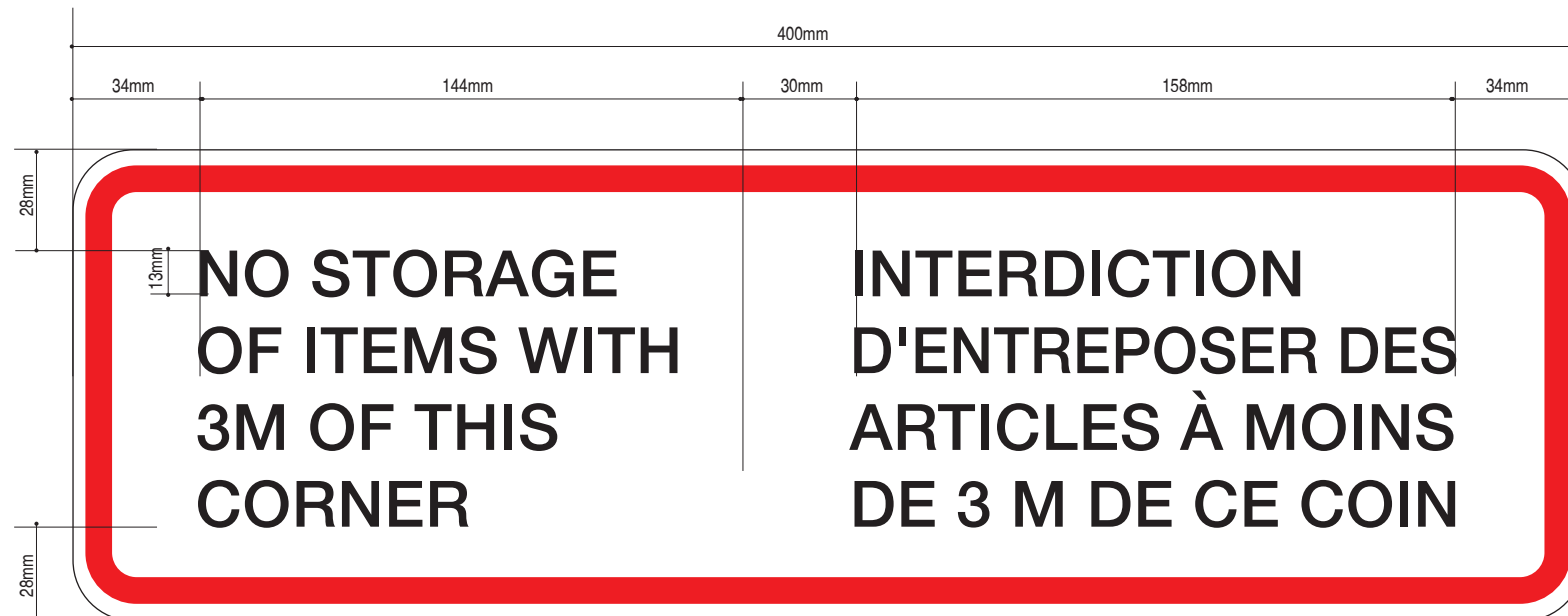 400mm
34mm
144mm
30mm
158mm
34mm
28mm
13mm
NO STORAGE
OF ITEMS WITH
3M OF THIS
CORNER
INTERDICTION
D'ENTREPOSER DES
ARTICLES À MOINS
DE 3 M DE CE COIN
28mm